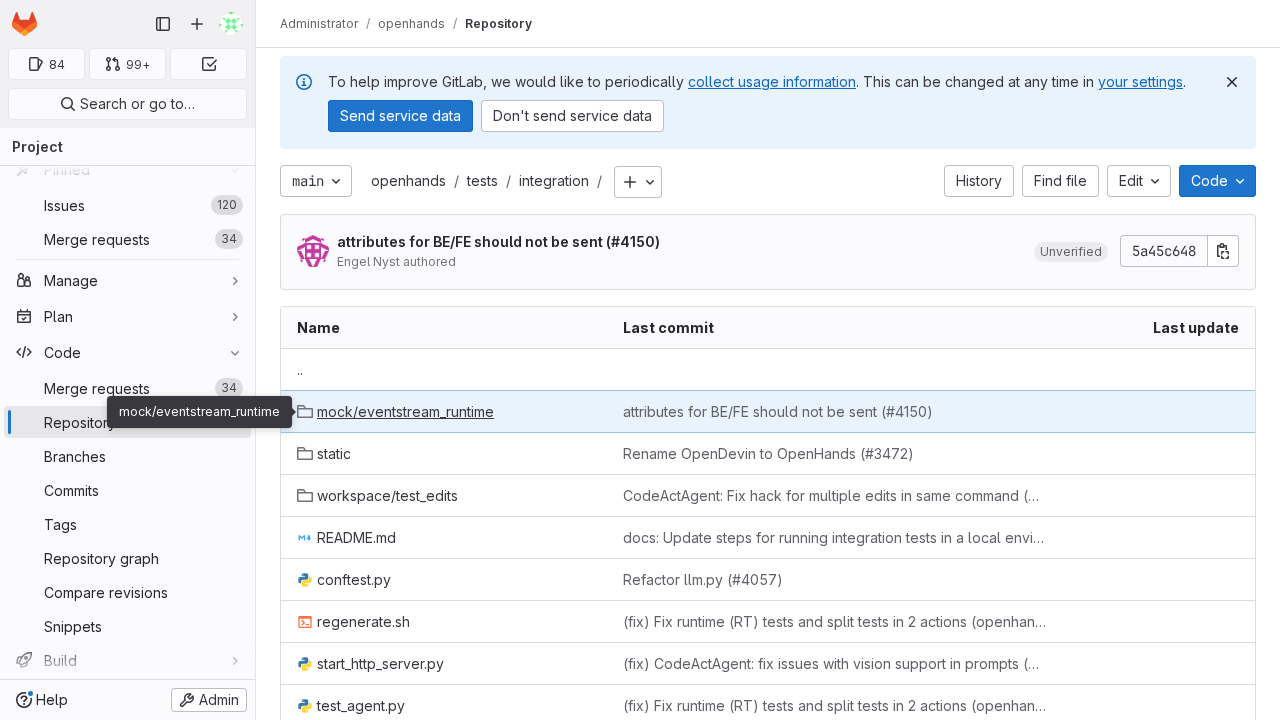 84
99+
Search or go to…
Project
Pinned
Issues 120
Merge requests 34
Manage
Plan
Code
Merge requests 34
Repository
Branches
Commits
Tags
Repository graph
Compare revisions
Snippets
Build
Help
Admin
mock/eventstream_runtime
Administrator / openhands / Repository
To help improve GitLab, we would like to periodically collect usage information. This can be changed at any time in your settings.
Send service data
Don't send service data
main
openhands / tests / integration /
History
Find file
Edit
Code
attributes for BE/FE should not be sent (#4150)
Engel Nyst authored
Unverified
5a45c648
Name Last commit Last update
..
mock/eventstream_runtime attributes for BE/FE should not be sent (#4150)
static Rename OpenDevin to OpenHands (#3472)
workspace/test_edits CodeActAgent: Fix hack for multiple edits in same command (…
README.md docs: Update steps for running integration tests in a local envi…
conftest.py Refactor llm.py (#4057)
regenerate.sh (fix) Fix runtime (RT) tests and split tests in 2 actions (openhan…
start_http_server.py (fix) CodeActAgent: fix issues with vision support in prompts (…
test_agent.py (fix) Fix runtime (RT) tests and split tests in 2 actions (openhan…